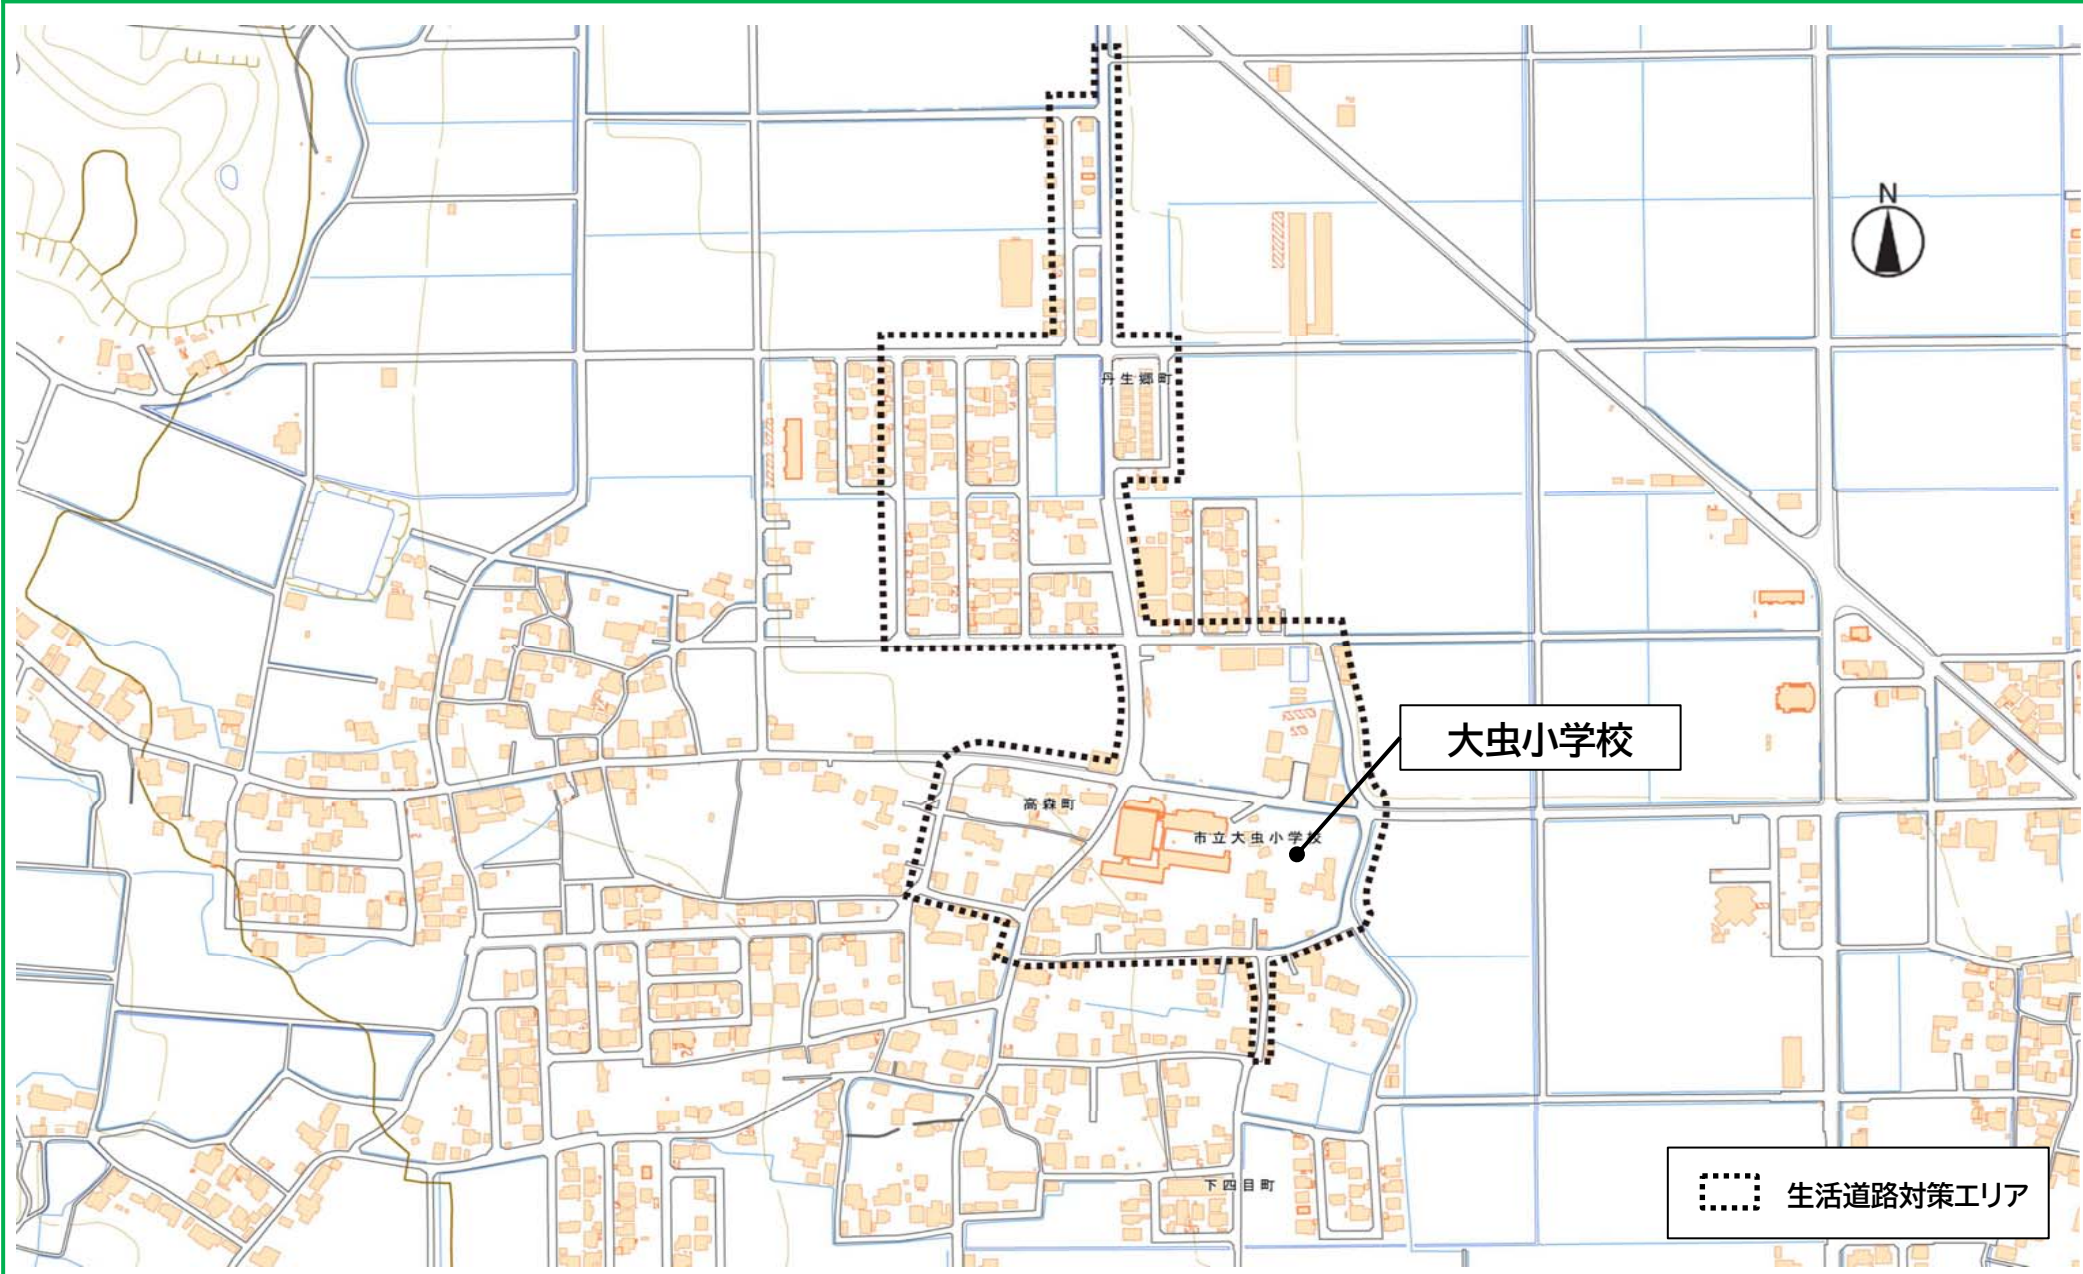 N
丹生郷町
大虫小学校
高森町
市立大虫小学校
下四目町
生活道路対策エリア